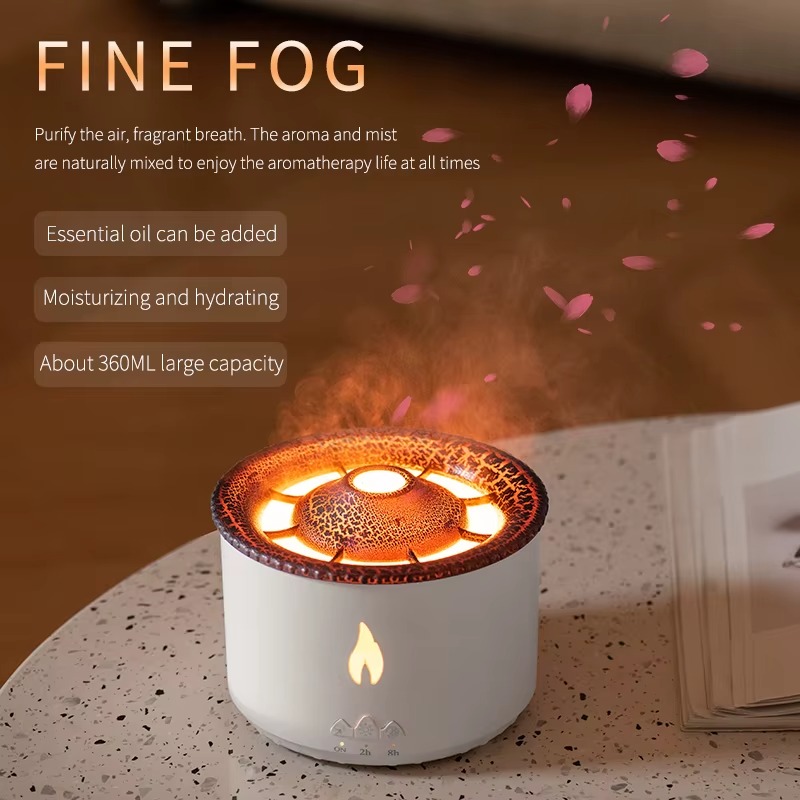 FINE FOG
Purify the air, fragrant breath. The aroma and mist
are naturally mixed to enjoy the aromatherapy life at all times
Essential oil can be added
Moisturizing and hydrating
About 360ML large capacity
ON 2h 8h